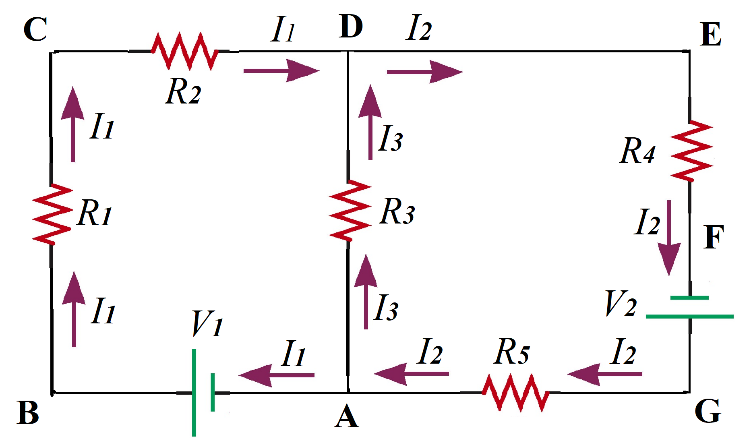 C I1 D I2 E
R2
I1 I3 R4
R1 R3
I2 F
I1 V1 I3 V2
I1 I2 R5 I2
B A G